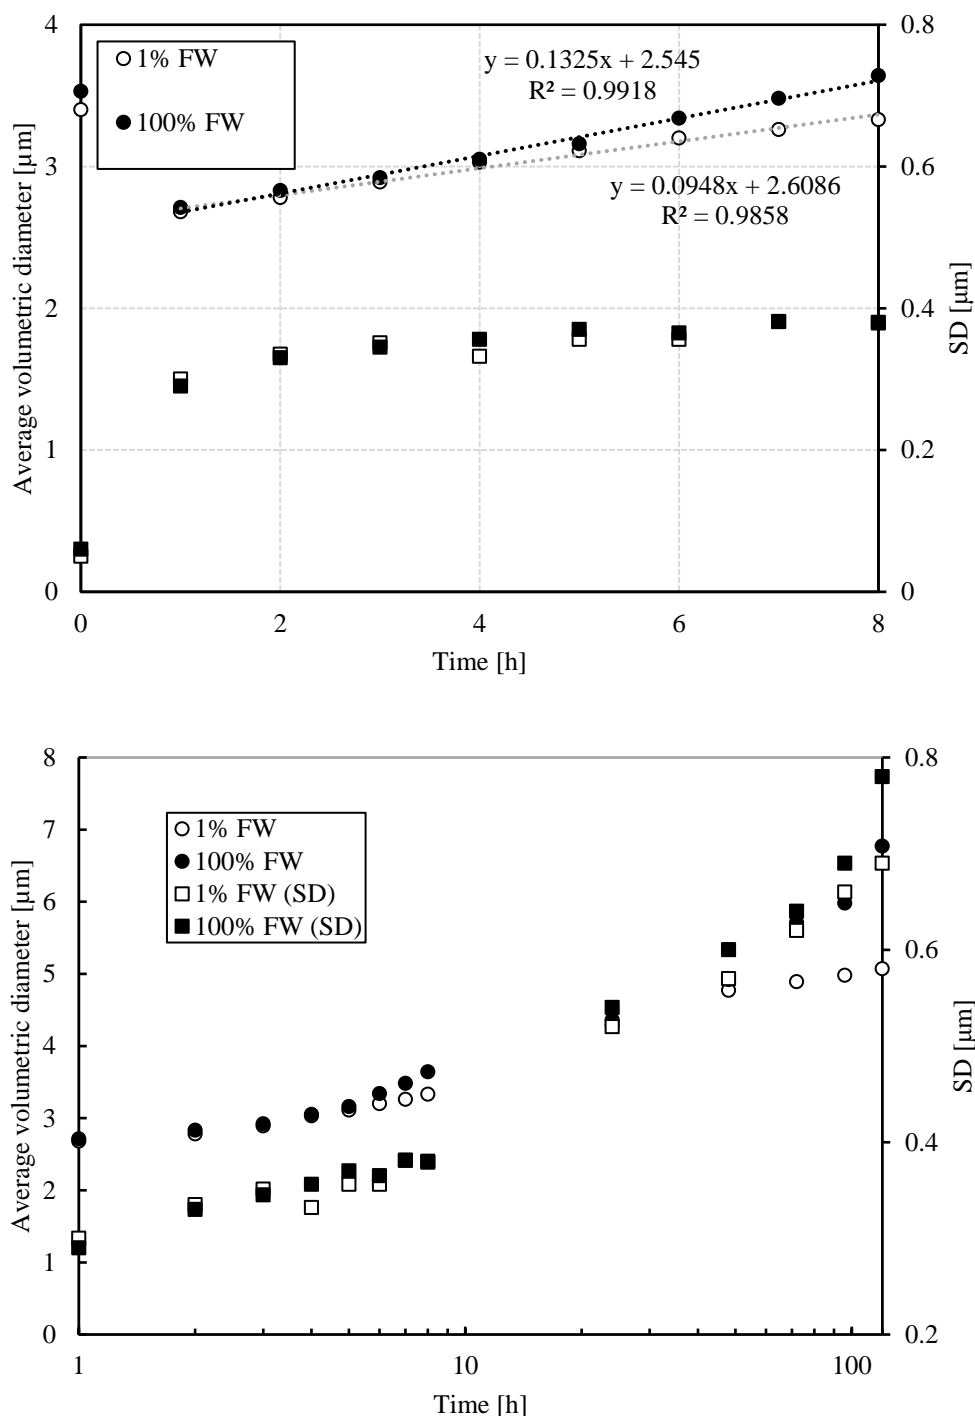 4
0.8
1% FW
100% FW
y = 0.1325x + 2.545
R² = 0.9918
3
0.6
y = 0.0948x + 2.6086
R² = 0.9858
2
0.4
1
0.2
0
0
0
2
4
6
8
Time [h]
Average volumetric diameter [µm]
SD [µm]
8
0.8
7
1% FW
100% FW
1% FW (SD)
100% FW (SD)
6
0.6
5
4
3
0.4
2
1
0
0.2
1
10
100
Time [h]
Average volumetric diameter [µm]
SD [µm]